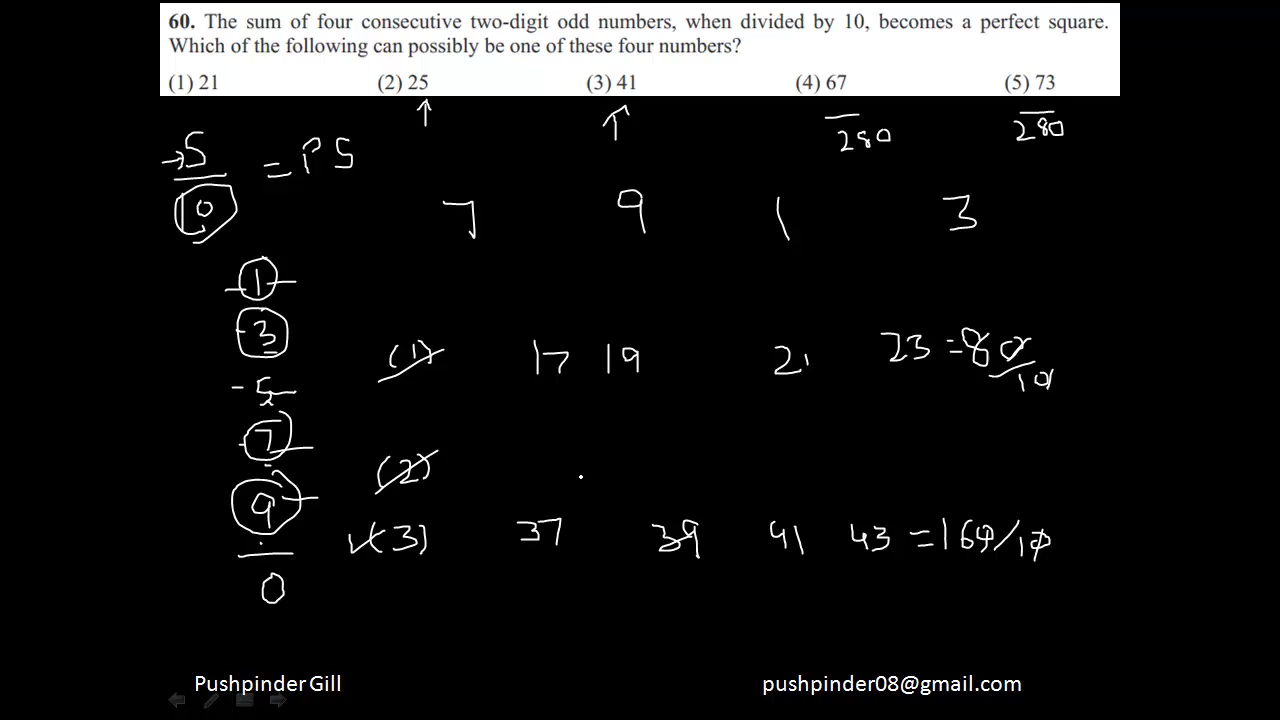 60. The sum of four consecutive two-digit odd numbers, when divided by 10, becomes a perfect square.
Which of the following can possibly be one of these four numbers?
(1) 21 (2) 25 (3) 41 (4) 67 (5) 73
280 280
S/10 = PS
7 9 1 3
1
3
(1) 17 19 21 23 = 80/10
5
7
(2)
9
(3) 37 39 41 43 = 160/10
0
Pushpinder Gill pushpinder08@gmail.com